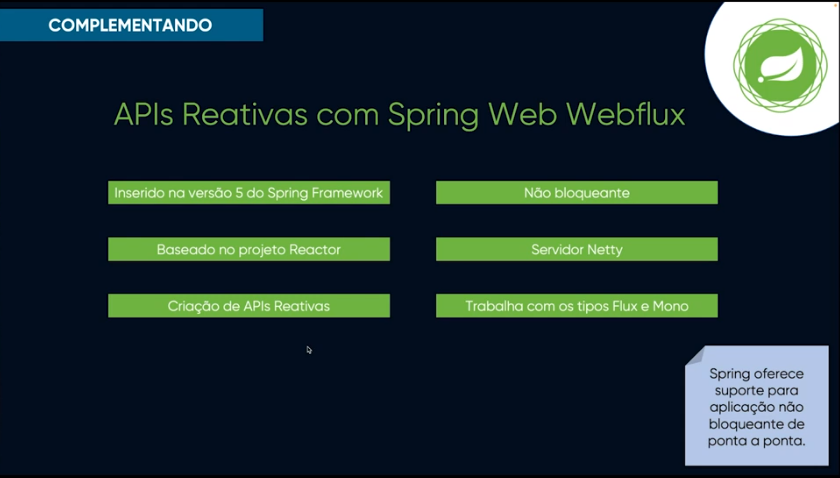 COMPLEMENTANDO
APIs Reativas com Spring Web Webflux
Inserido na versão 5 do Spring Framework
Não bloqueante
Baseado no projeto Reactor
Servidor Netty
Criação de APIs Reativas
Trabalha com os tipos Flux e Mono
Spring oferece
suporte para
aplicação não
bloqueante de
ponta a ponta.